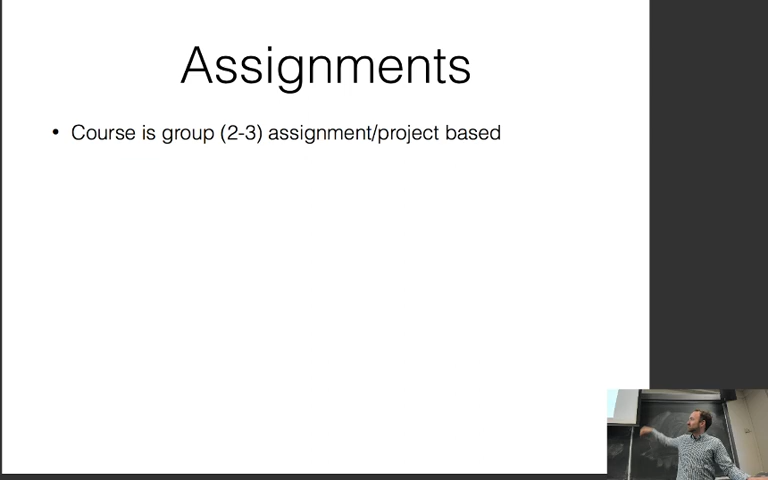 Assignments
• Course is group (2-3) assignment/project based